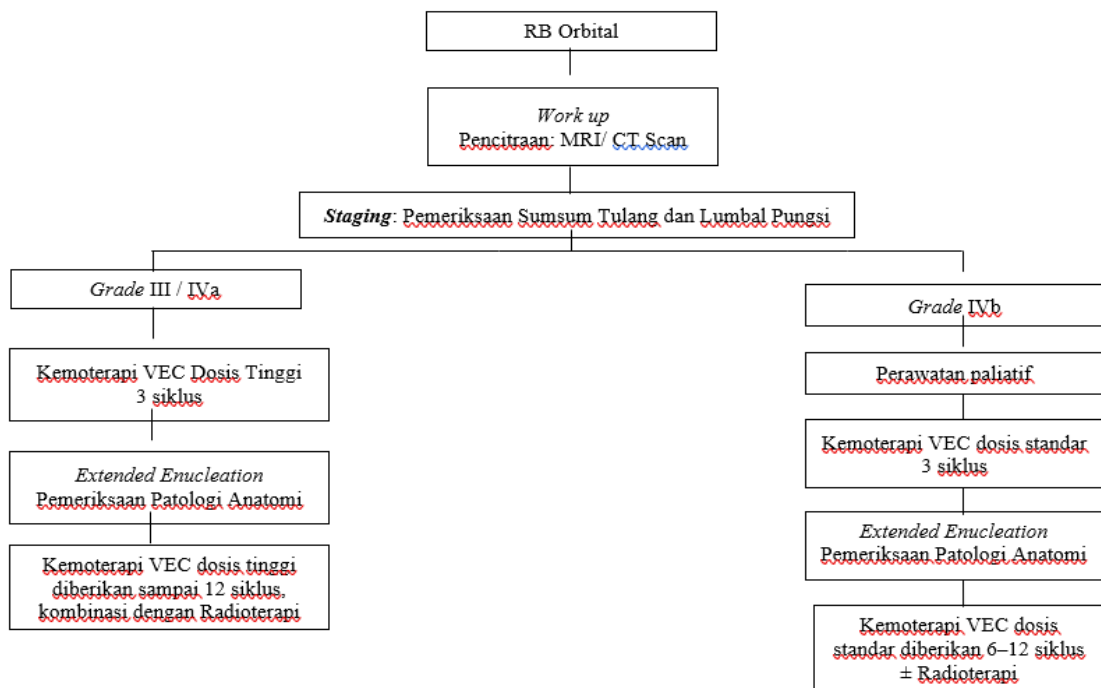 RB Orbital
Work up
Pencitraan: MRI/ CT Scan
Staging: Pemeriksaan Sumsum Tulang dan Lumbal Pungsi
Grade III / IVa
Kemoterapi VEC Dosis Tinggi
3 siklus
Extended Enucleation
Pemeriksaan Patologi Anatomi
Kemoterapi VEC dosis tinggi
diberikan sampai 12 siklus,
kombinasi dengan Radioterapi
Grade IVb
Perawatan paliatif
Kemoterapi VEC dosis standar
3 siklus
Extended Enucleation
Pemeriksaan Patologi Anatomi
Kemoterapi VEC dosis
standar diberikan 6–12 siklus
± Radioterapi